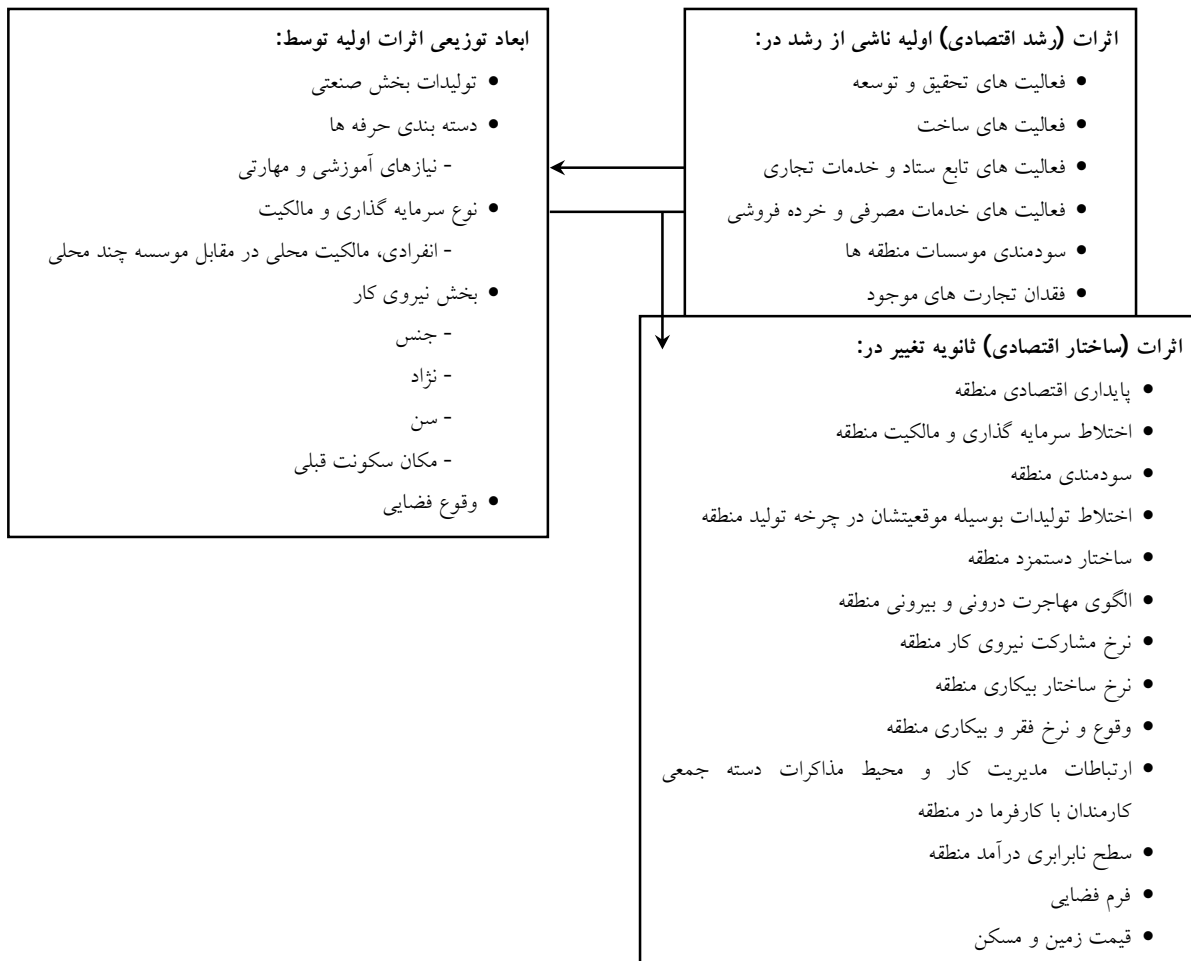 اثرات (رشد اقتصادی) اولیه ناشی از رشد در:
• فعالیت های تحقیق و توسعه
• فعالیت های ساخت
• فعالیت های تابع ستاد و خدمات تجاری
• فعالیت های خدمات مصرفی و خرده فروشی
• سودمندی موسسات منطقه ها
• فقدان تجارت های موجود
ابعاد توزیعی اثرات اولیه توسط:
• تولیدات بخش صنعتی
• دسته بندی حرفه ها
- نیازهای آموزشی و مهارتی
• نوع سرمایه گذاری و مالکیت
- انفرادی، مالکیت محلی در مقابل موسسه چند محلی
• بخش نیروی کار
- جنس
- نژاد
- سن
- مکان سکونت قبلی
• وقوع فضایی
اثرات (ساختار اقتصادی) ثانویه تغییر در:
• پایداری اقتصادی منطقه
• اختلاط سرمایه گذاری و مالکیت منطقه
• سودمندی منطقه
• اختلاط تولیدات بوسیله موقعیتشان در چرخه تولید منطقه
• ساختار دستمزد منطقه
• الگوی مهاجرت درونی و بیرونی منطقه
• نرخ مشارکت نیروی کار منطقه
• نرخ ساختار بیکاری منطقه
• وقوع و نرخ فقر و بیکاری منطقه
• ارتباطات مدیریت کار و محیط مذاکرات دسته جمعی
کارمندان با کارفرما در منطقه
• سطح نابرابری درآمد منطقه
• فرم فضایی
• قیمت زمین و مسکن